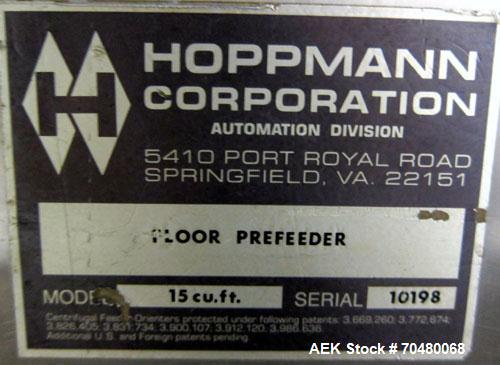 HOPPMANN
CORPORATION
AUTOMATION DIVISION
5410 PORT ROYAL ROAD
SPRINGFIELD, VA. 22151
FLOOR PREFEEDER
MODEL 15 cu.ft. SERIAL 10198
Centrifugal Feeder Orienters protected under following patents: 3,669,260; 3,772,674;
3,826,405; 3,831,734; 3,900,107; 3,912,120; 3,986,636.
Additional U.S. and Foreign patents pending.
AEK Stock # 70480068